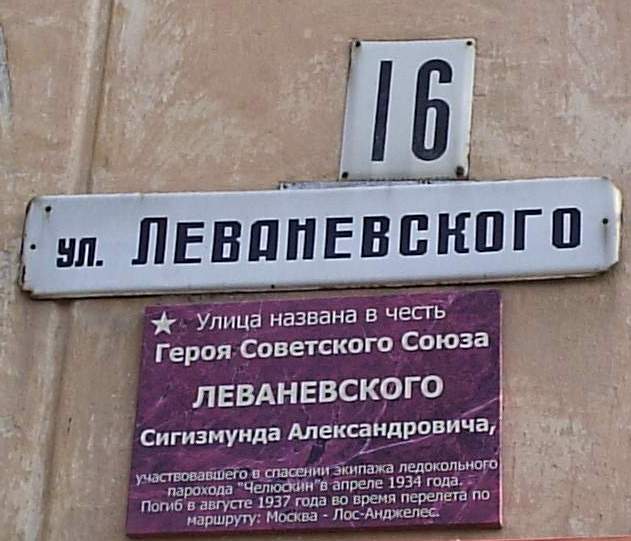 16
ул. Леваневского
Улица названа в честь
Героя Советского Союза
ЛЕВАНЕВСКОГО
Сигизмунда Александровича,
участвовавшего в спасении экипажа ледокольного
парохода "Челюскин"в апреле 1934 года.
Погиб в августе 1937 года во время перелета по
маршруту: Москва - Лос-Анджелес.